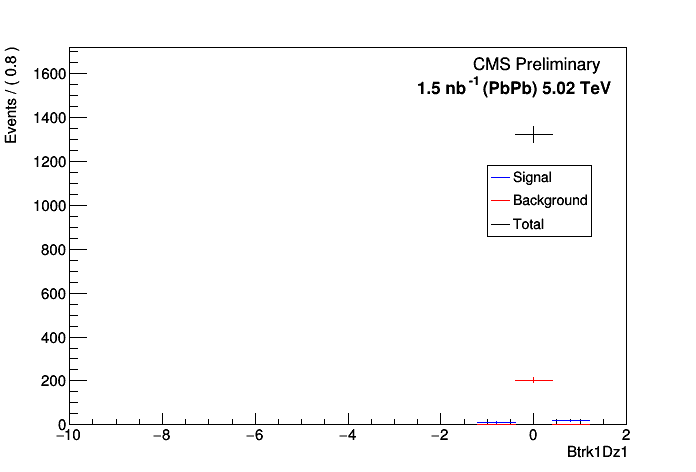 CMS Preliminary
1.5 nb⁻¹ (PbPb) 5.02 TeV
Events / ( 0.8 )
1600
1400
1200
1000
800
600
400
200
0
Signal
Background
Total
−10
−8
−6
−4
−2
0
2
Btrk1Dz1